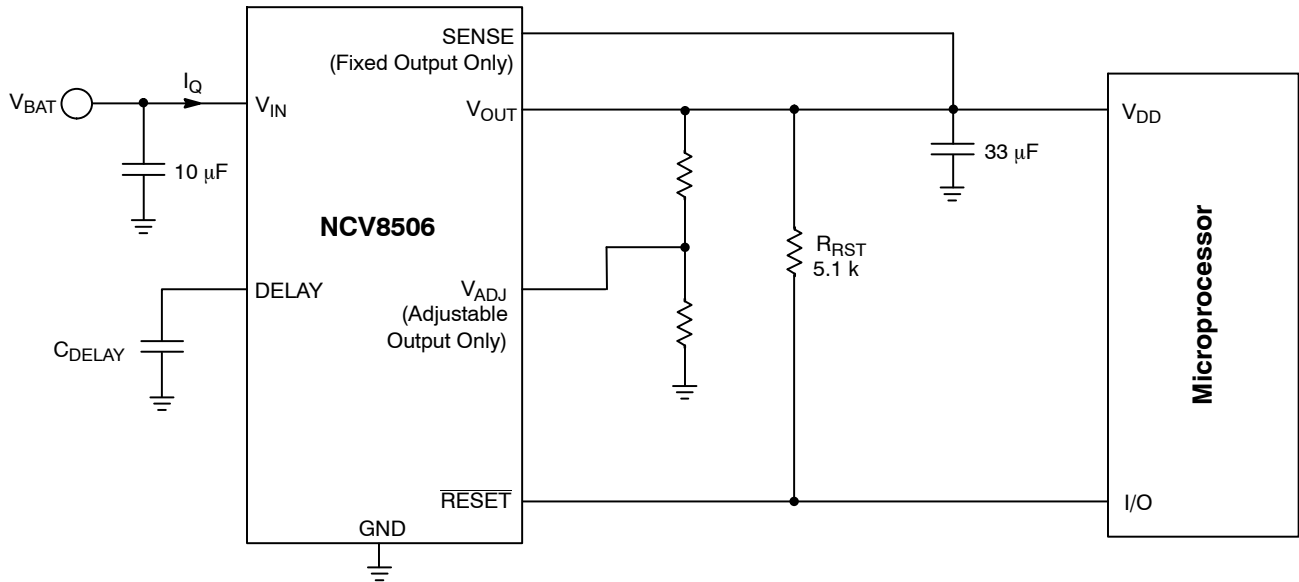 SENSE
(Fixed Output Only)
V_BAT
I_Q
V_IN
V_OUT
V_DD
10 μF
33 μF
NCV8506
R_RST
5.1 k
DELAY
V_ADJ
(Adjustable
Output Only)
C_DELAY
Microprocessor
RESET
I/O
GND